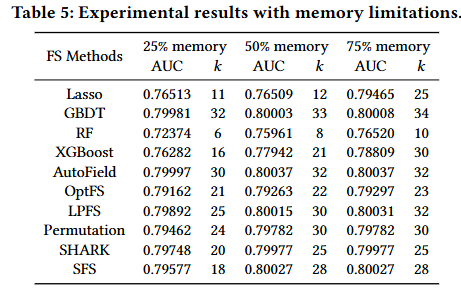 Table 5: Experimental results with memory limitations.
FS Methods 25% memory 50% memory 75% memory
AUC k AUC k AUC k
Lasso 0.76513 11 0.76509 12 0.79465 25
GBDT 0.79981 32 0.80003 33 0.80008 34
RF 0.72374 6 0.75961 8 0.76520 10
XGBoost 0.76282 16 0.77942 21 0.78809 30
AutoField 0.79997 30 0.80037 32 0.80037 32
OptFS 0.79162 21 0.79263 22 0.79297 23
LPFS 0.79892 25 0.80015 30 0.80031 32
Permutation 0.79462 24 0.79782 30 0.79782 30
SHARK 0.79748 20 0.79977 25 0.79977 25
SFS 0.79577 18 0.80027 28 0.80027 28